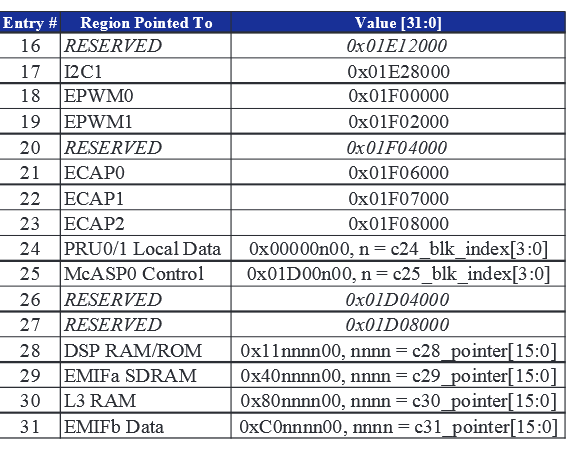 Entry # Region Pointed To Value [31:0]
16 RESERVED 0x01E12000
17 I2C1 0x01E28000
18 EPWM0 0x01F00000
19 EPWM1 0x01F02000
20 RESERVED 0x01F04000
21 ECAP0 0x01F06000
22 ECAP1 0x01F07000
23 ECAP2 0x01F08000
24 PRU0/1 Local Data 0x00000n00, n = c24_blk_index[3:0]
25 McASP0 Control 0x01D00n00, n = c25_blk_index[3:0]
26 RESERVED 0x01D04000
27 RESERVED 0x01D08000
28 DSP RAM/ROM 0x11nnnn00, nnnn = c28_pointer[15:0]
29 EMIFa SDRAM 0x40nnnn00, nnnn = c29_pointer[15:0]
30 L3 RAM 0x80nnnn00, nnnn = c30_pointer[15:0]
31 EMIFb Data 0xC0nnnn00, nnnn = c31_pointer[15:0]